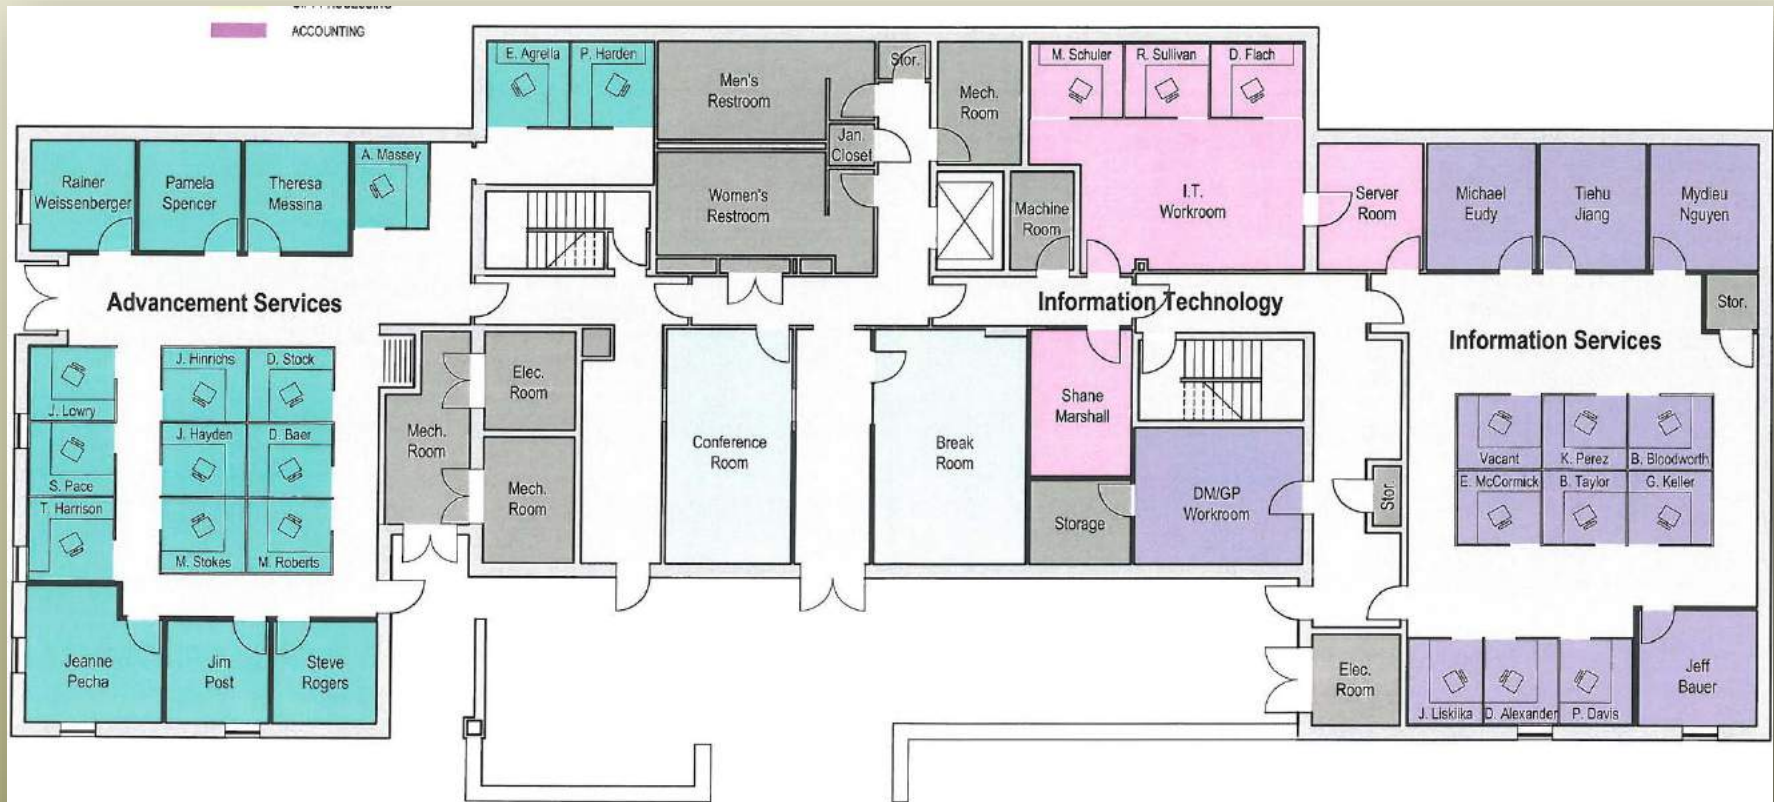 ACCOUNTING
E. Agrella
P. Harden
Men's
Restroom
Stor.
Mech.
Room
M. Schuler
R. Sullivan
D. Flach
Jan.
Closet
Rainer
Weissenberger
Pamela
Spencer
Theresa
Messina
A. Massey
Women's
Restroom
Machine
Room
I.T.
Workroom
Server
Room
Michael
Eudy
Tiehu
Jiang
Mydieu
Nguyen
Advancement Services
Information Technology
Stor.
Information Services
J. Lowry
S. Pace
T. Harrison
J. Hinrichs
D. Stock
J. Hayden
D. Baer
M. Stokes
M. Roberts
Mech.
Room
Elec.
Room
Mech.
Room
Conference
Room
Break
Room
Shane
Marshall
Storage
DM/GP
Workroom
Stor.
Vacant
K. Perez
B. Bloodworth
E. McCormick
B. Taylor
G. Keller
Jeanne
Pecha
Jim
Post
Steve
Rogers
Elec.
Room
J. Liskiika
D. Alexander
P. Davis
Jeff
Bauer